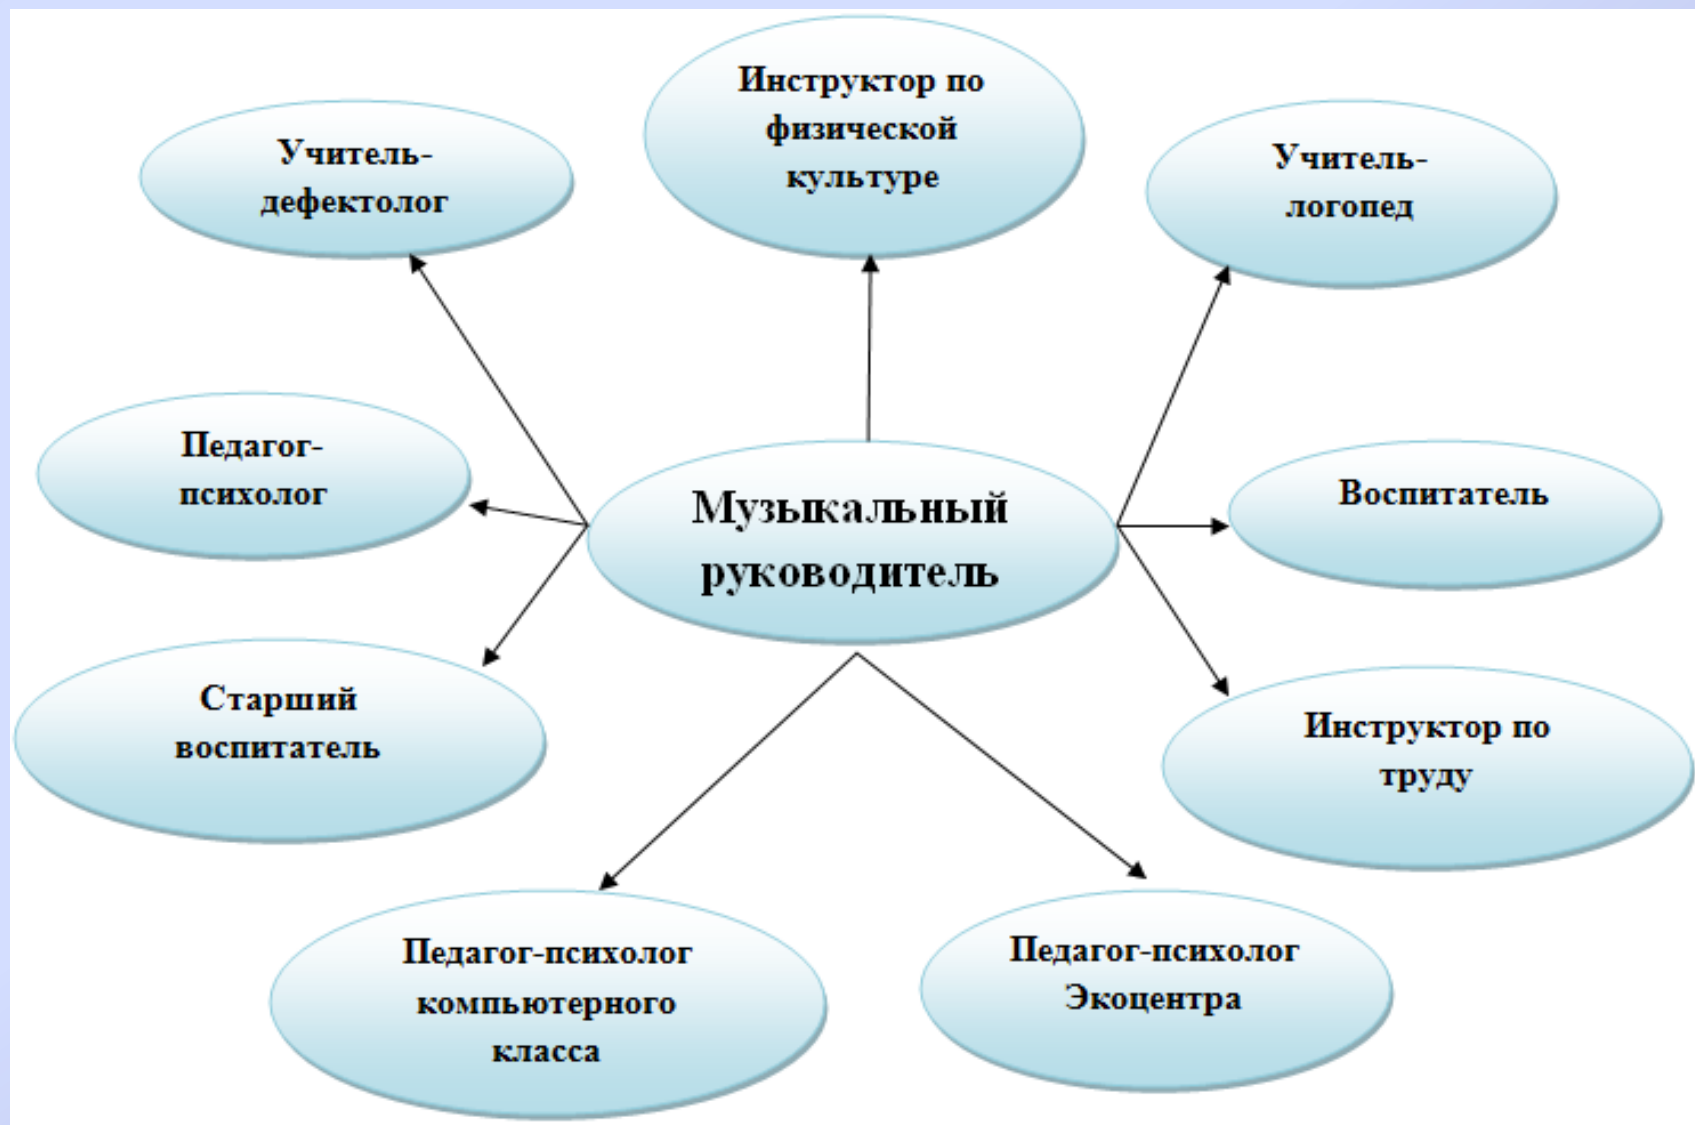 Инструктор по
физической
культуре
Учитель-
дефектолог
Учитель-
логопед
Педагог-
психолог
Музыкальный
руководитель
Воспитатель
Старший
воспитатель
Инструктор по
труду
Педагог-психолог
компьютерного
класса
Педагог-психолог
Экоцентра